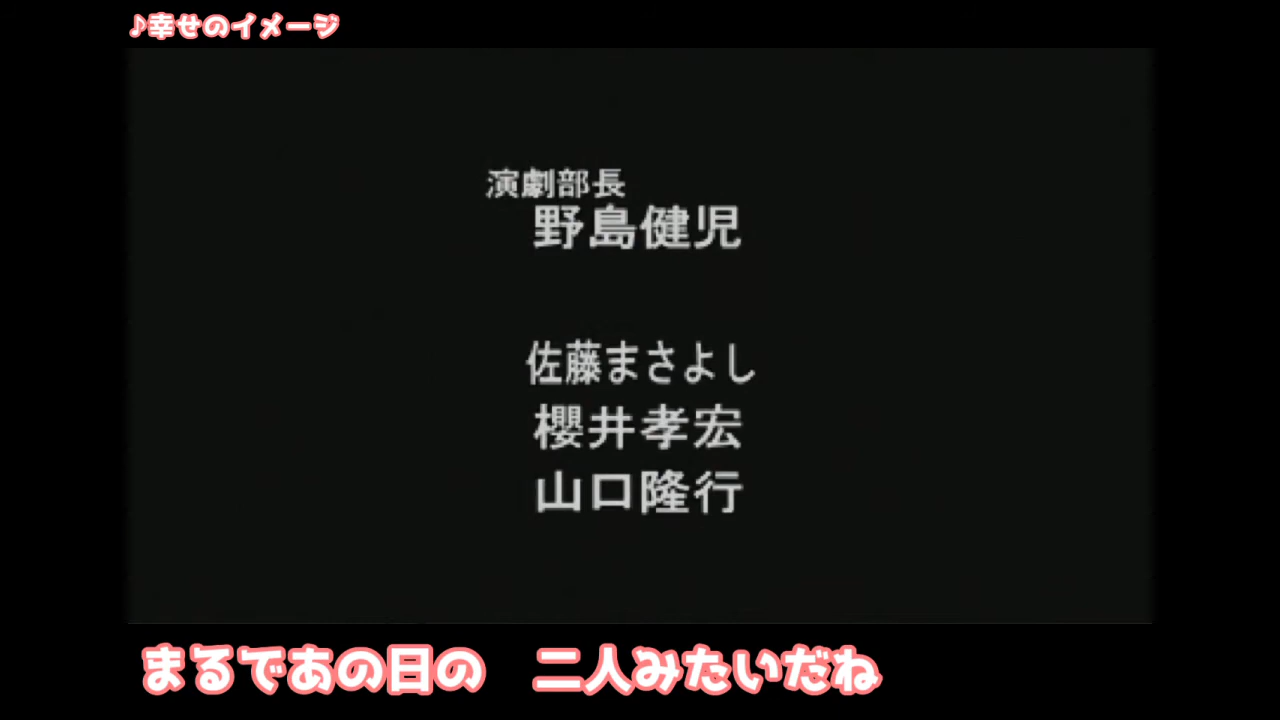 ♪幸せのイメージ
演劇部長
野島健児
佐藤まさよし
櫻井孝宏
山口隆行
まるであの日の　二人みたいだね